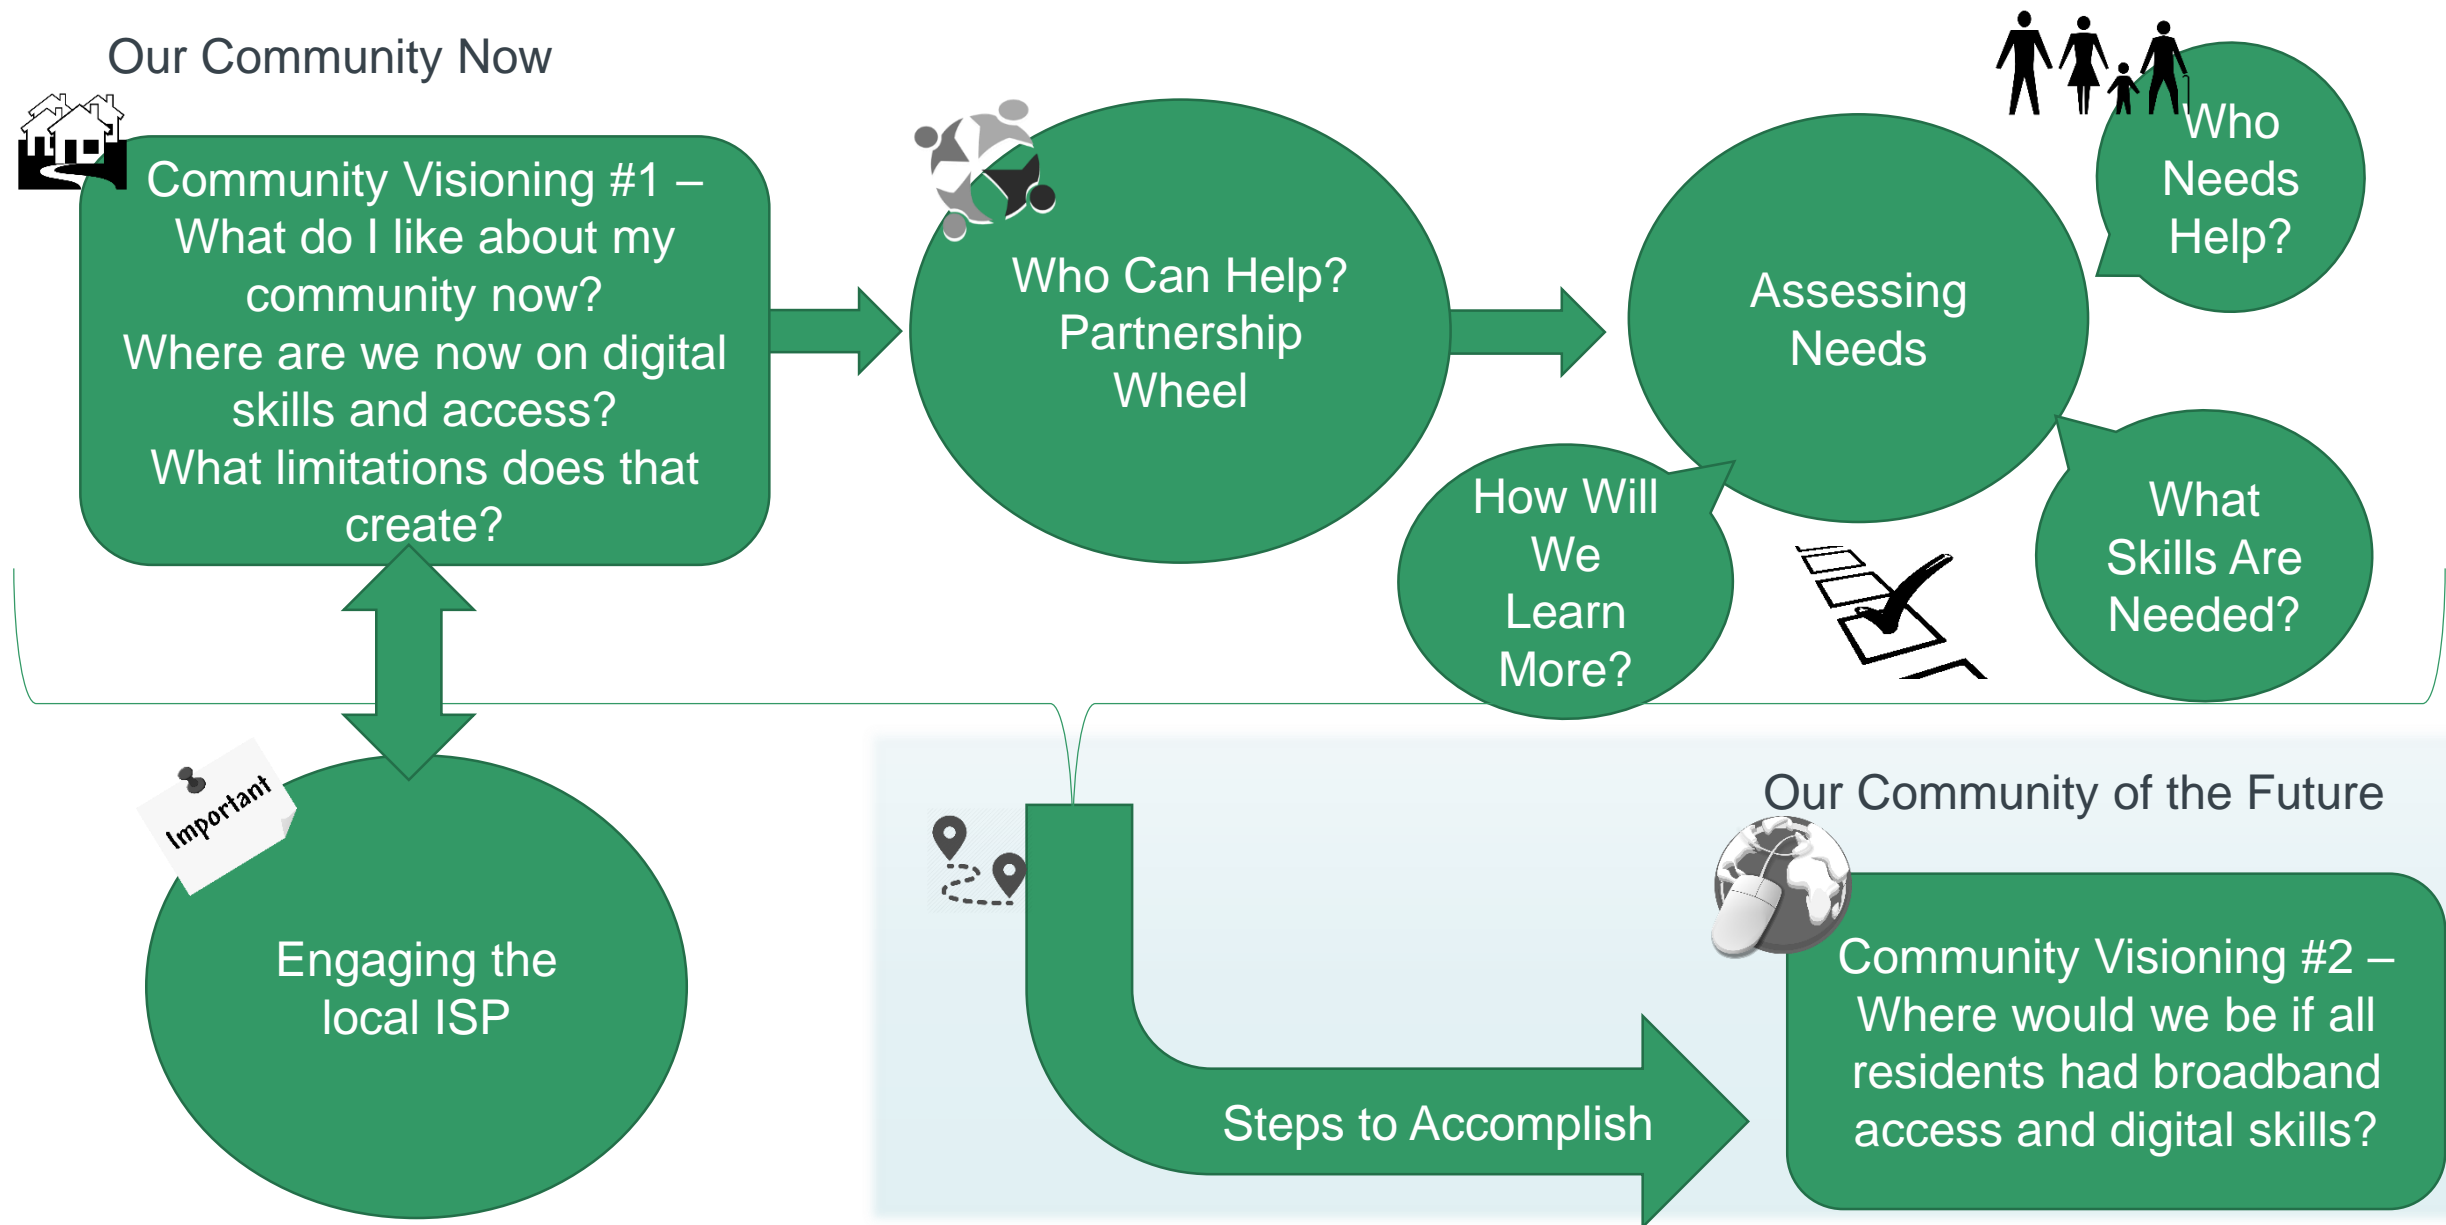 Our Community Now
Community Visioning #1 –
What do I like about my
community now?
Where are we now on digital
skills and access?
What limitations does that
create?
Who Can Help?
Partnership
Wheel
Assessing
Needs
Who
Needs
Help?
How Will
We
Learn
More?
What
Skills Are
Needed?
Important
Engaging the
local ISP
Steps to Accomplish
Our Community of the Future
Community Visioning #2 –
Where would we be if all
residents had broadband
access and digital skills?